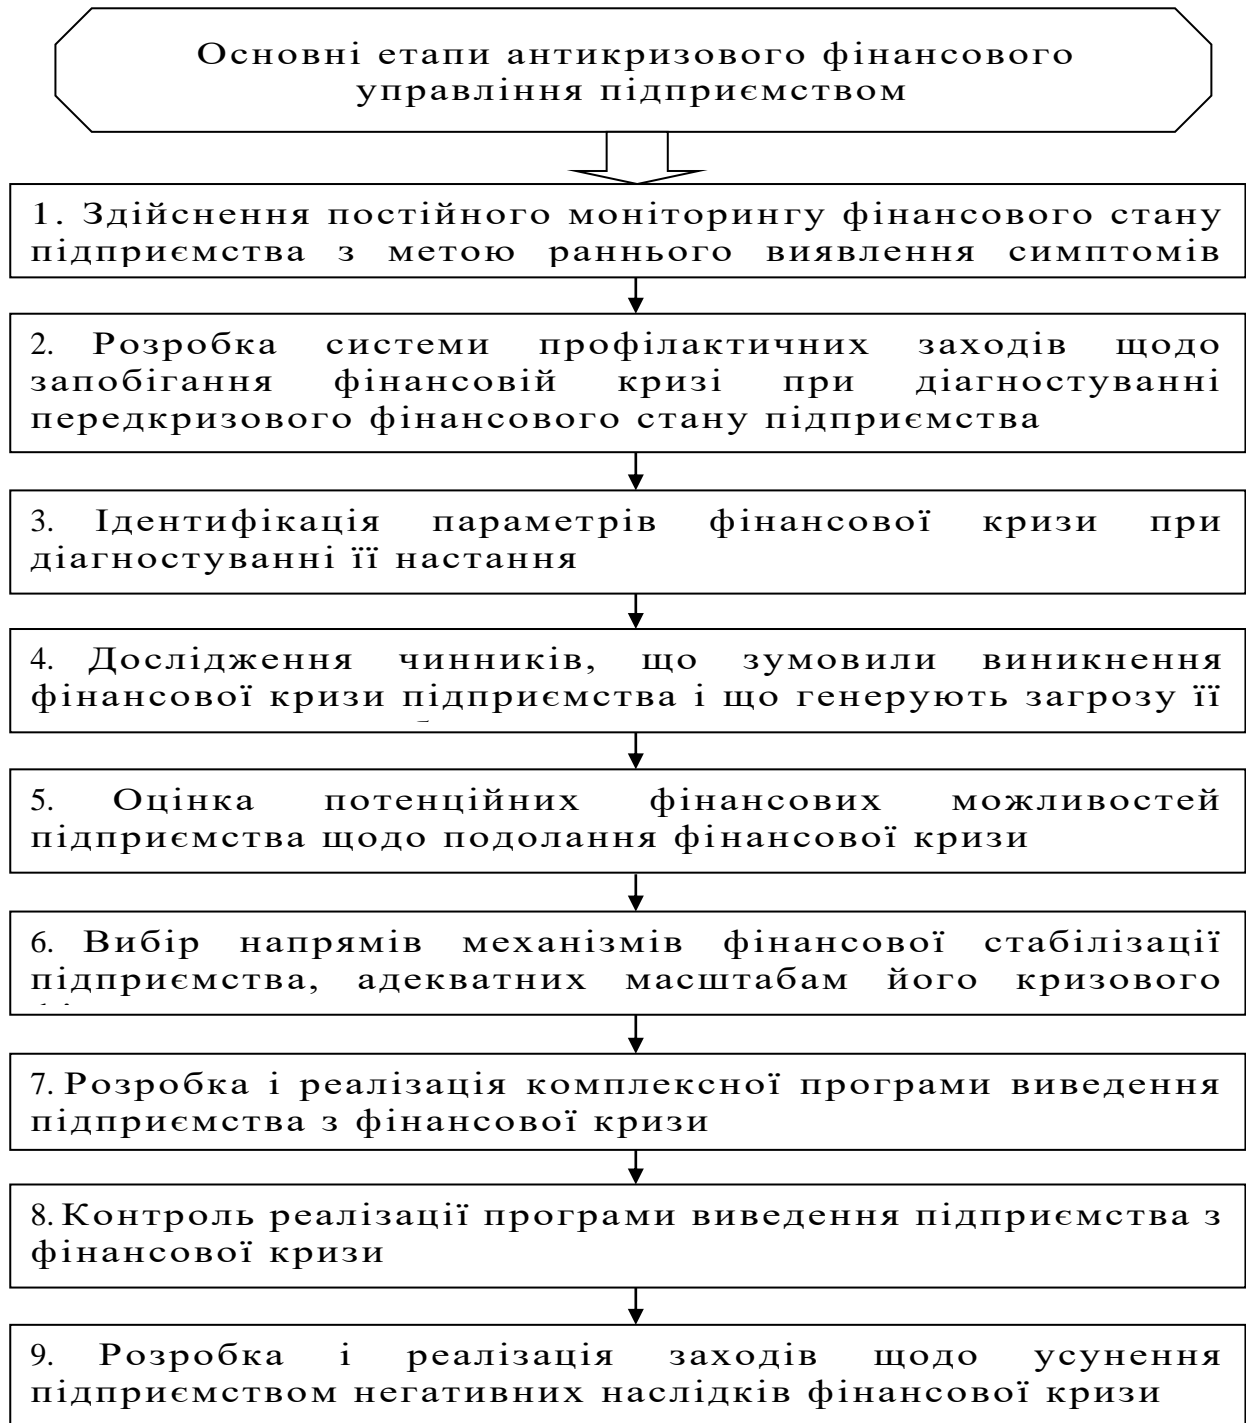 Основні етапи антикризового фінансового
управління підприємством
1. Здійснення постійного моніторингу фінансового стану
підприємства з метою раннього виявлення симптомів
2. Розробка системи профілактичних заходів щодо
запобігання фінансовій кризі при діагностуванні
передкризового фінансового стану підприємства
3. Ідентифікація параметрів фінансової кризи при
діагностуванні її настання
4. Дослідження чинників, що зумовили виникнення
фінансової кризи підприємства і що генерують загрозу її
5. Оцінка потенційних фінансових можливостей
підприємства щодо подолання фінансової кризи
6. Вибір напрямів механізмів фінансової стабілізації
підприємства, адекватних масштабам його кризового
7. Розробка і реалізація комплексної програми виведення
підприємства з фінансової кризи
8. Контроль реалізації програми виведення підприємства з
фінансової кризи
9. Розробка і реалізація заходів щодо усунення
підприємством негативних наслідків фінансової кризи